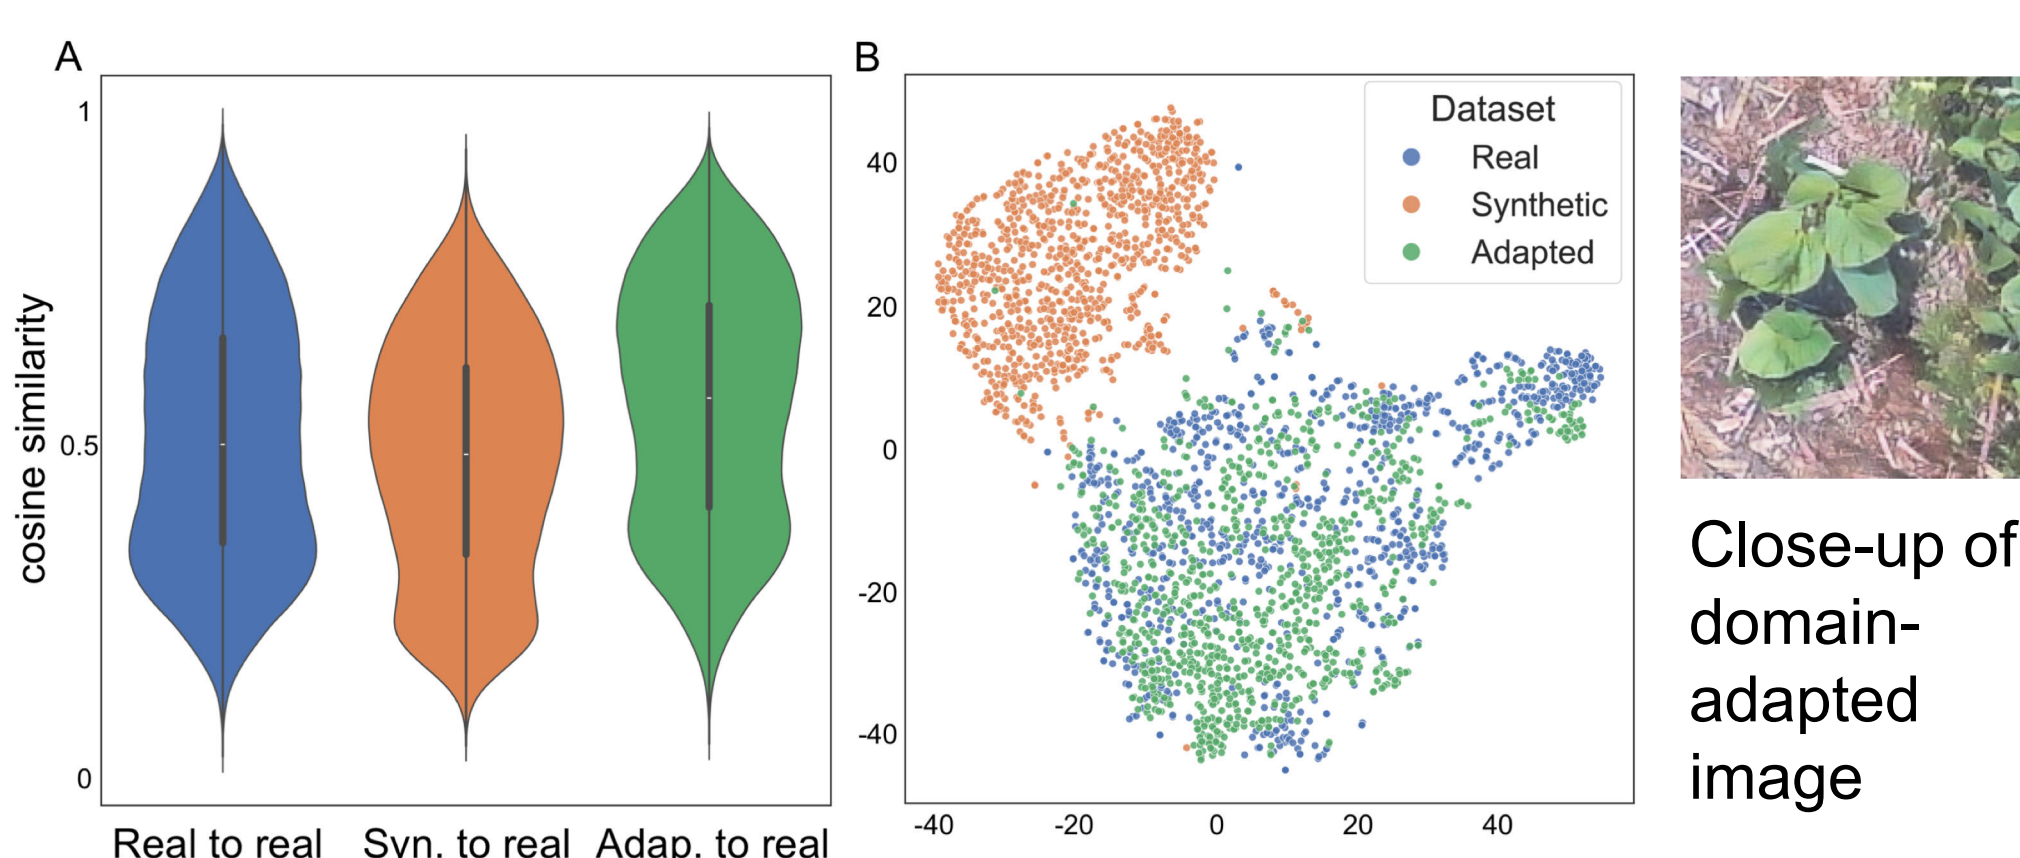 A
cosine similarity
1
0.5
0
Real to real
Syn. to real
Adap. to real
B
Dataset
Real
Synthetic
Adapted
40
20
0
-20
-40
-40
-20
0
20
40
Close-up of
domain-
adapted
image